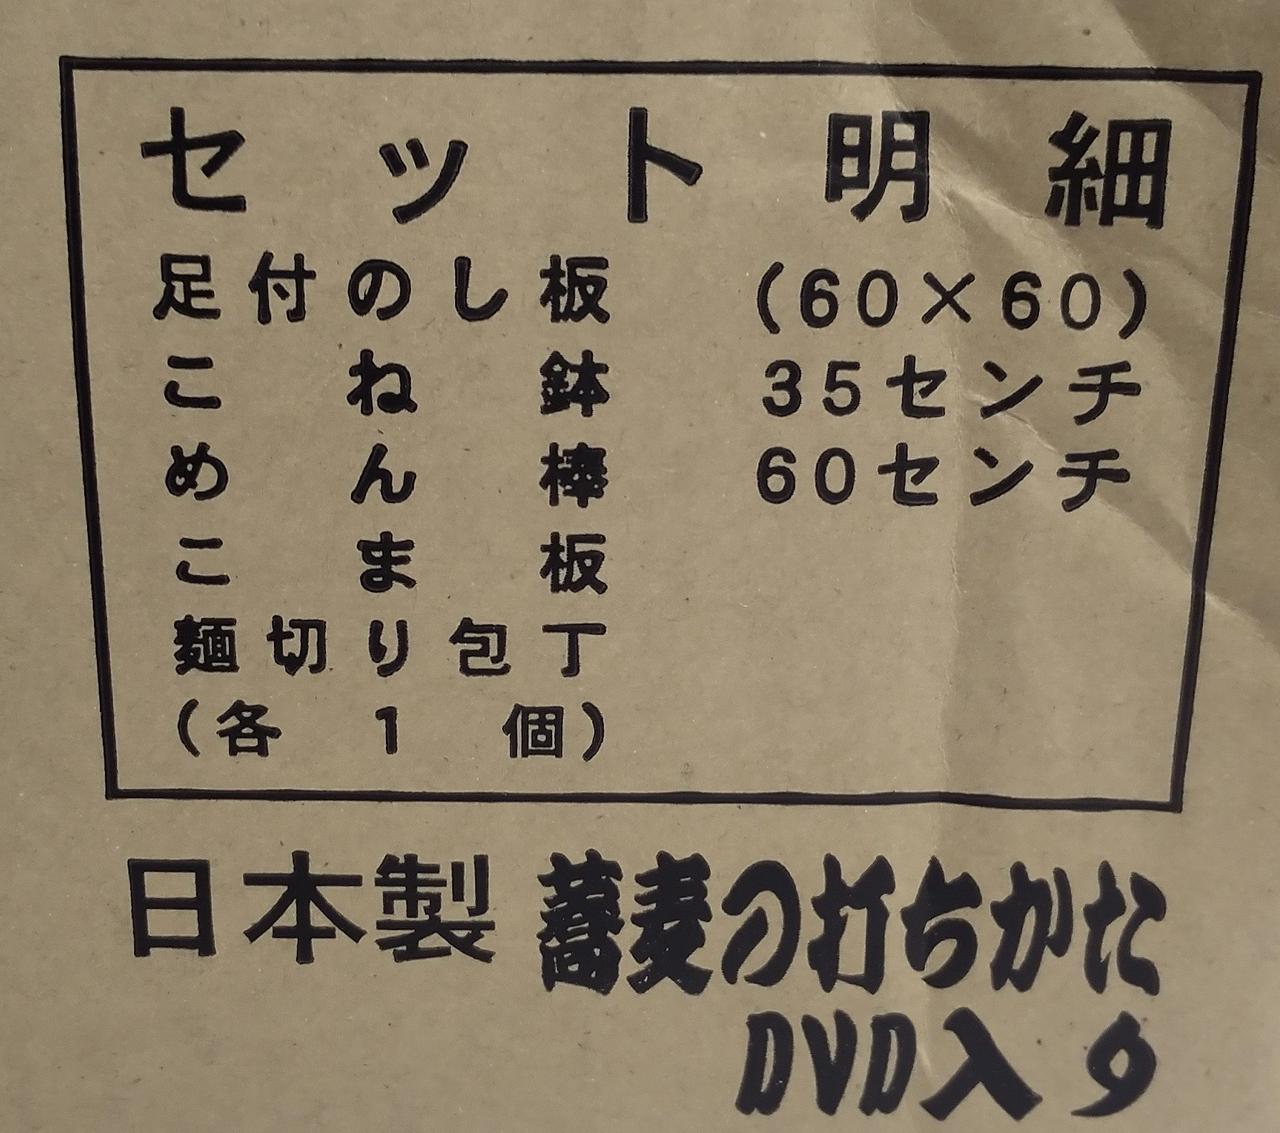 セット明細
足付のし板 (60×60)
こね鉢 35センチ
めん棒 60センチ
こま板
麺切り包丁
(各1個)
日本製 蕎麦の打ちかた
DVD入り